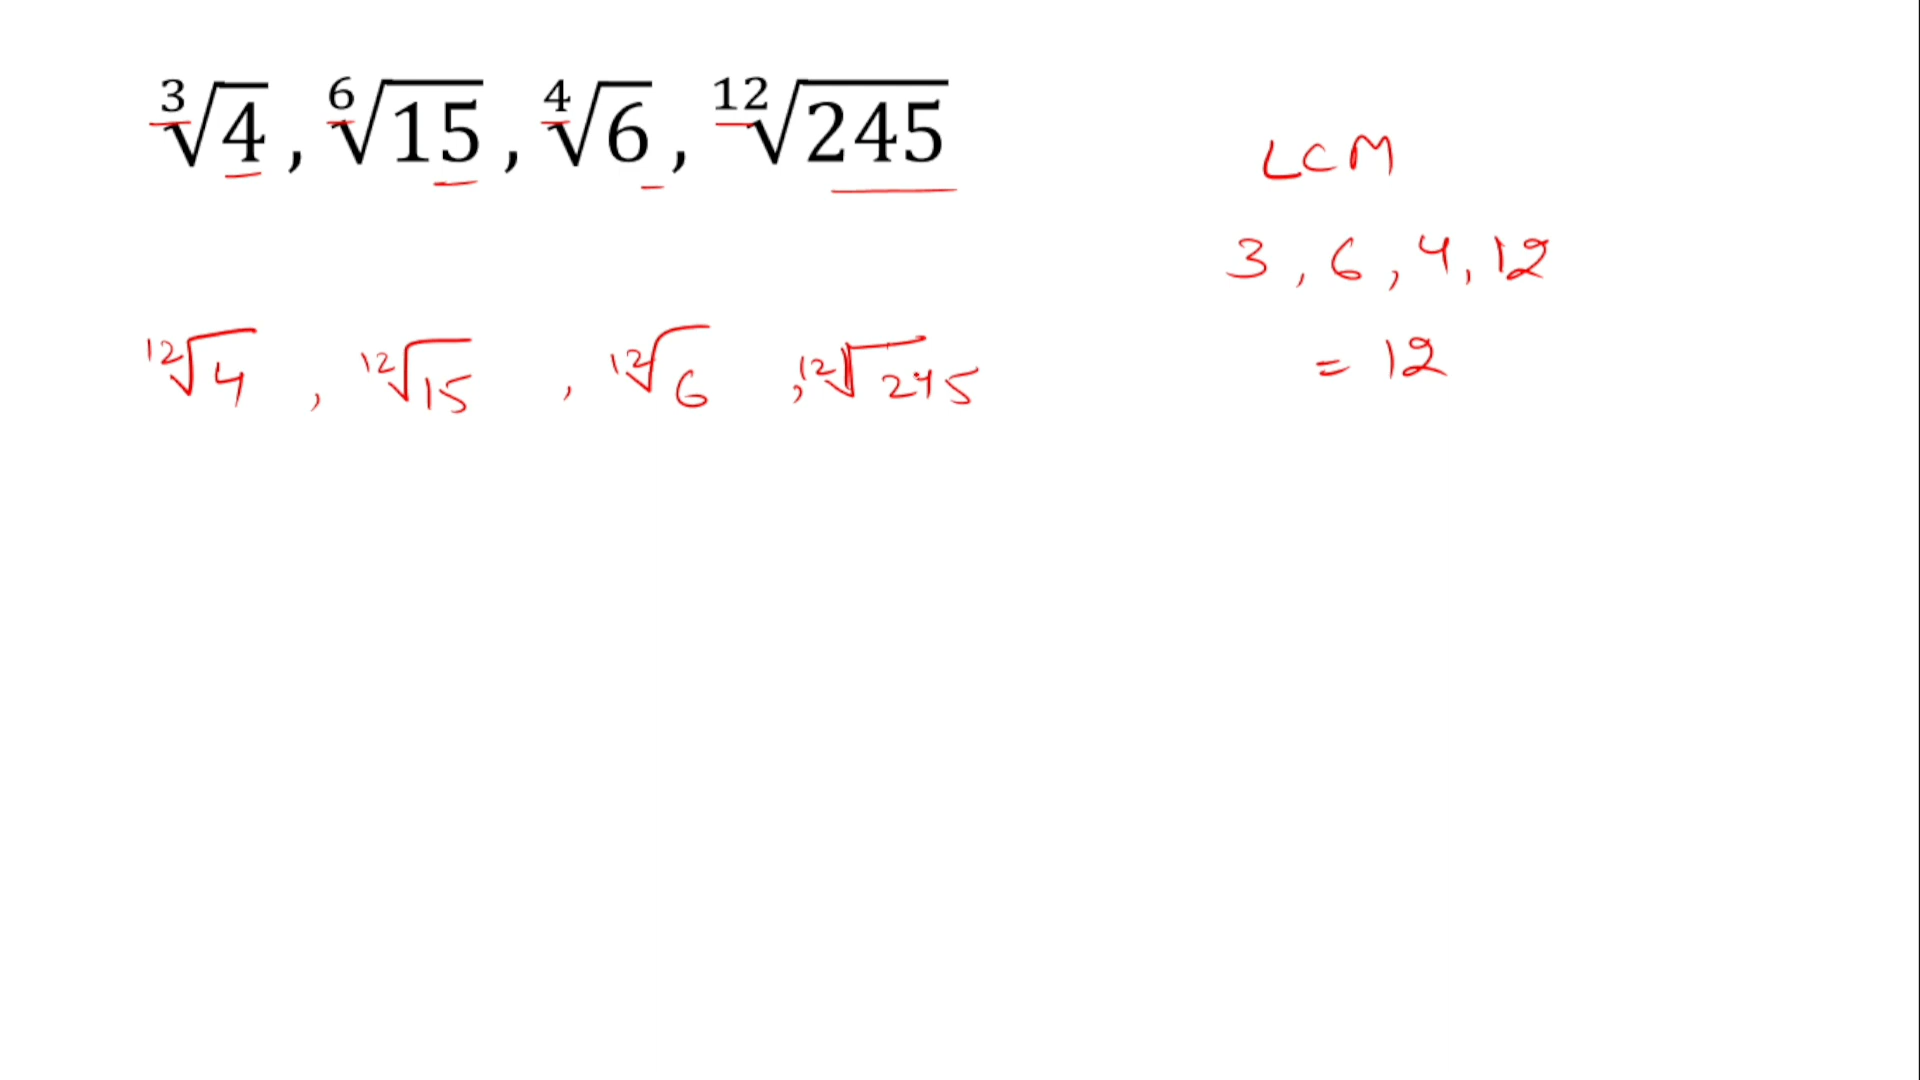 ∛4 , ⁶√15 , ⁴√6 , ¹²√245
LCM
3 , 6 , 4 , 12
= 12
¹²√4 , ¹²√15 , ¹²√6 , ¹²√245